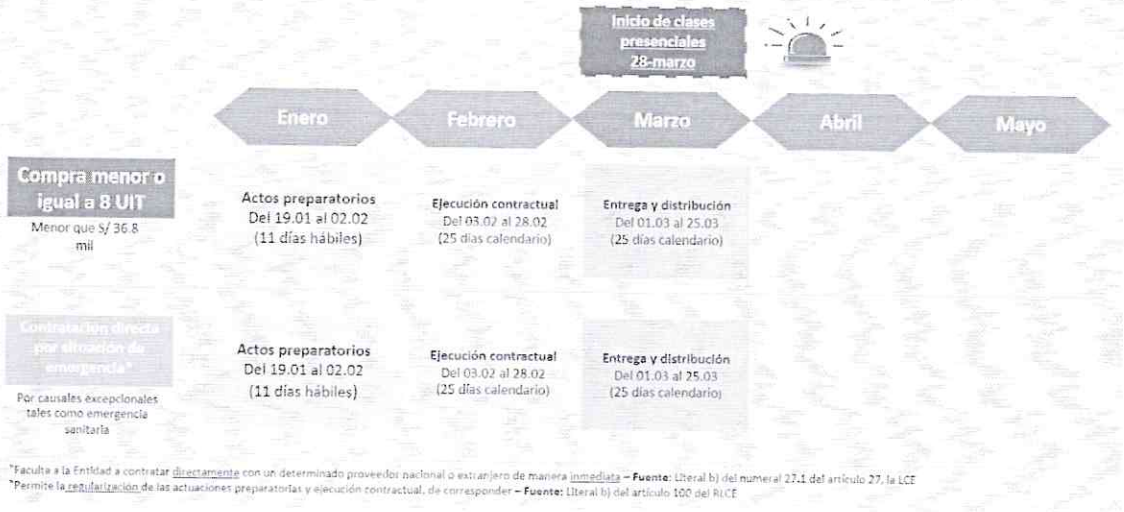 Inicio de clases
presenciales
28-marzo
Enero
Febrero
Marzo
Abril
Mayo
Compra menor o
igual a 8 UIT
Menor que S/ 36.8
mil
Actos preparatorios
Del 19.01 al 02.02
(11 días hábiles)
Ejecución contractual
Del 03.02 al 28.02
(25 días calendario)
Entrega y distribución
Del 01.03 al 25.03
(25 días calendario)
Contratación directa
por situación de
emergencia*
Por causales excepcionales
tales como emergencia
sanitaria
Actos preparatorios
Del 19.01 al 02.02
(11 días hábiles)
Ejecución contractual
Del 03.02 al 28.02
(25 días calendario)
Entrega y distribución
Del 01.03 al 25.03
(25 días calendario)
*Faculta a la Entidad a contratar directamente con un determinado proveedor nacional o extranjero de manera inmediata – Fuente: Literal b) del numeral 27.1 del artículo 27, la LCE
*Permite la regularización de las actuaciones preparatorias y ejecución contractual, de corresponder – Fuente: Literal b) del artículo 100 del RLCE